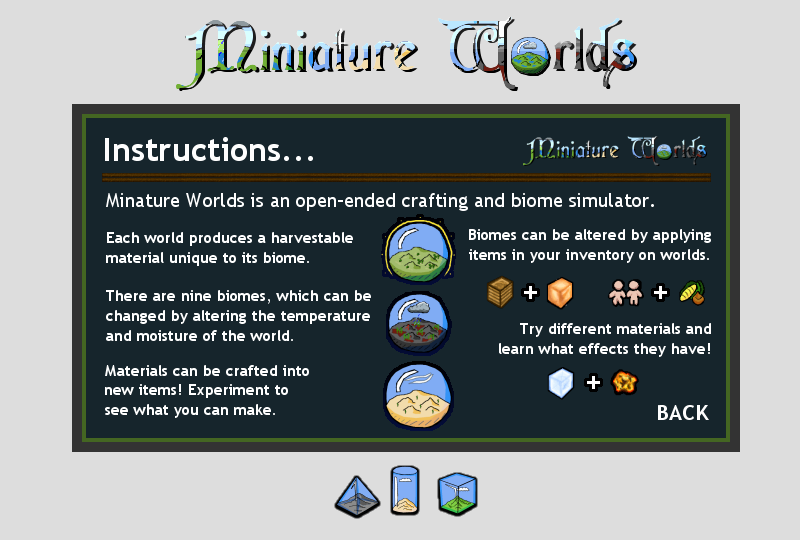 Miniature Worlds
Instructions...
Miniature Worlds
Minature Worlds is an open-ended crafting and biome simulator.
Each world produces a harvestable
material unique to its biome.
There are nine biomes, which can be
changed by altering the temperature
and moisture of the world.
Materials can be crafted into
new items! Experiment to
see what you can make.
Biomes can be altered by applying
items in your inventory on worlds.
+
+
Try different materials and
learn what effects they have!
+
BACK